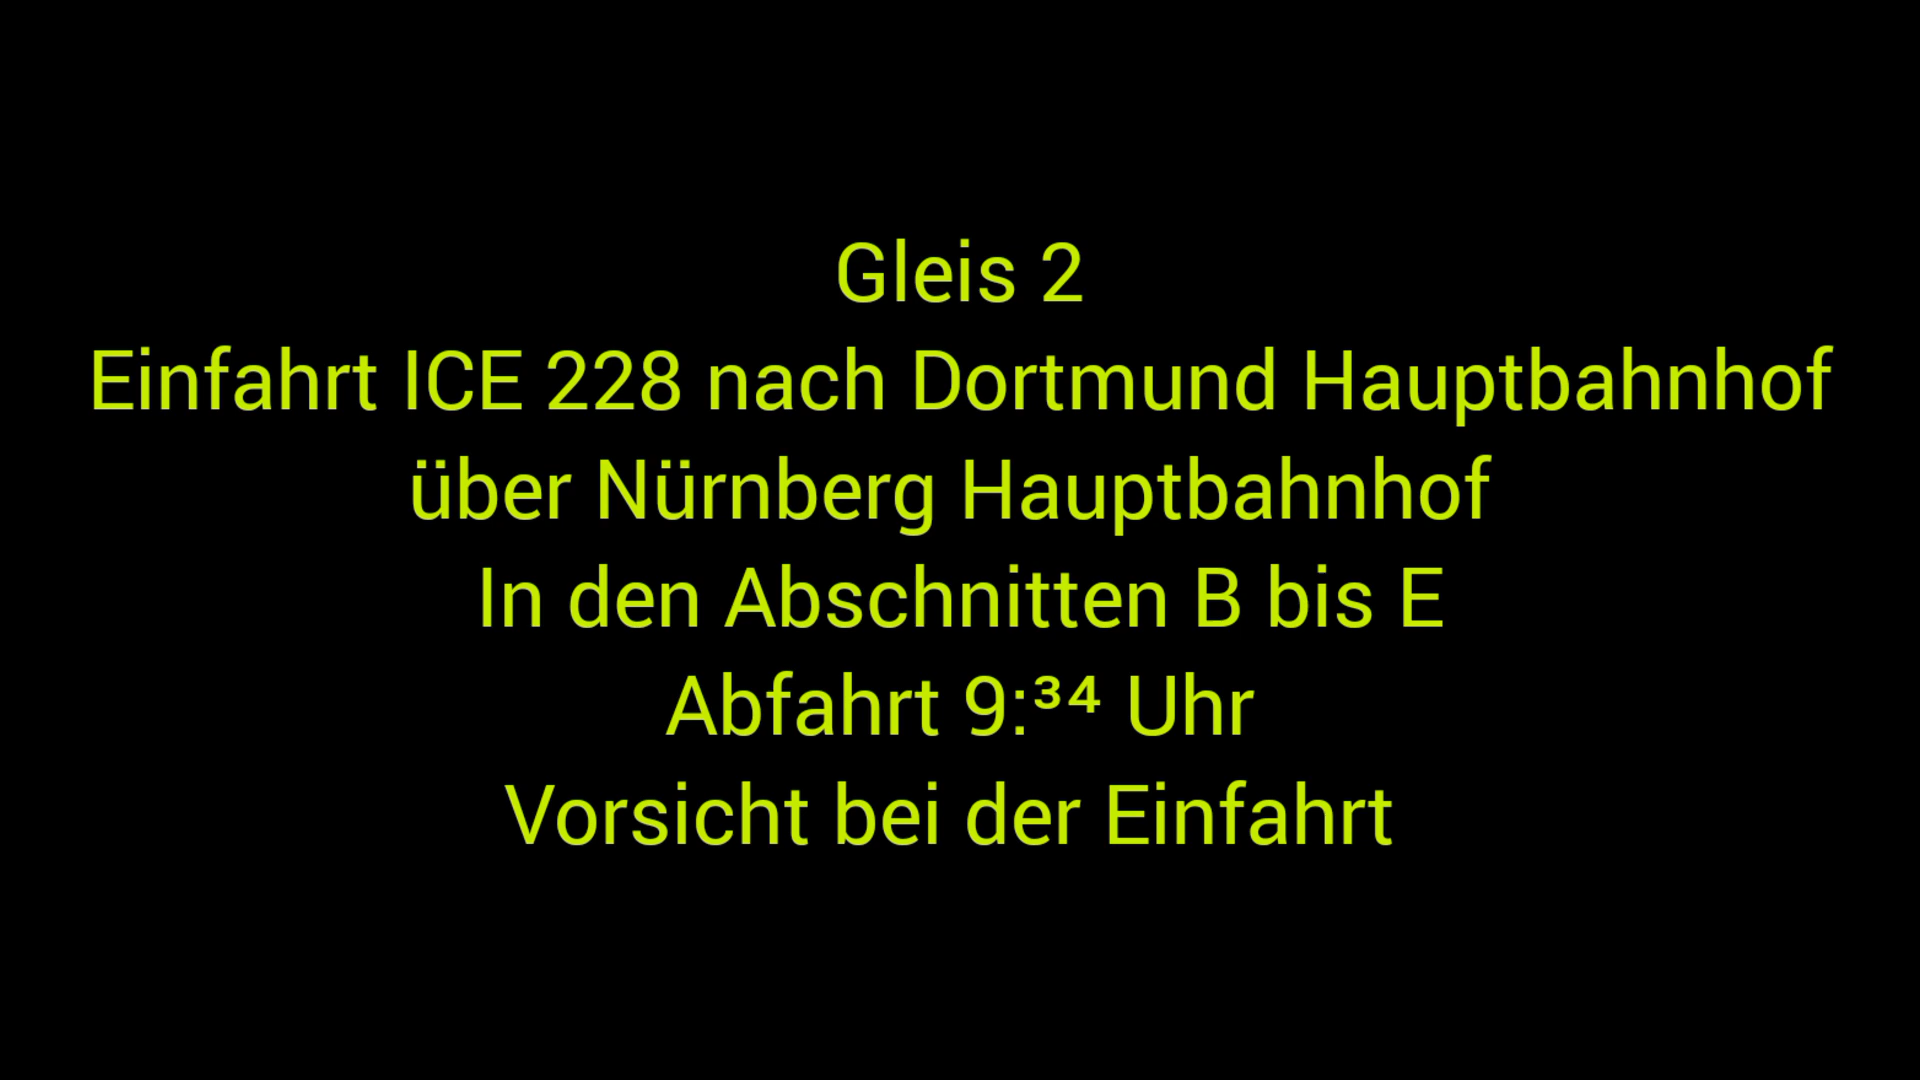 Gleis 2
Einfahrt ICE 228 nach Dortmund Hauptbahnhof
über Nürnberg Hauptbahnhof
In den Abschnitten B bis E
Abfahrt 9:³⁴ Uhr
Vorsicht bei der Einfahrt